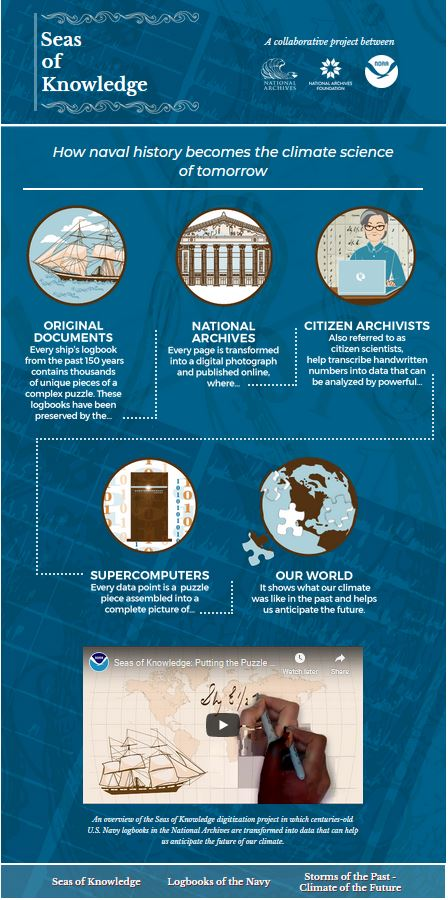 Seas
of
Knowledge
A collaborative project between
NATIONAL
ARCHIVES
NATIONAL ARCHIVES
FOUNDATION
NOAA
How naval history becomes the climate science
of tomorrow
ORIGINAL
DOCUMENTS
Every ship's logbook
from the past 150 years
contains thousands
of unique pieces of a
complex puzzle. These
logbooks have been
preserved by the...
NATIONAL
ARCHIVES
Every page is transformed
into a digital photograph
and published online,
where...
CITIZEN ARCHIVISTS
Also referred to as
citizen scientists,
help transcribe handwritten
numbers into data that can
be analyzed by powerful...
SUPERCOMPUTERS
Every data point is a puzzle
piece assembled into a
complete picture of...
OUR WORLD
It shows what our climate
was like in the past and helps
us anticipate the future.
Seas of Knowledge: Putting the Puzzle ...
Watch later
Share
An overview of the Seas of Knowledge digitization project in which centuries-old
U.S. Navy logbooks in the National Archives are transformed into data that can help
us anticipate the future of our climate.
Seas of Knowledge
Logbooks of the Navy
Storms of the Past -
Climate of the Future